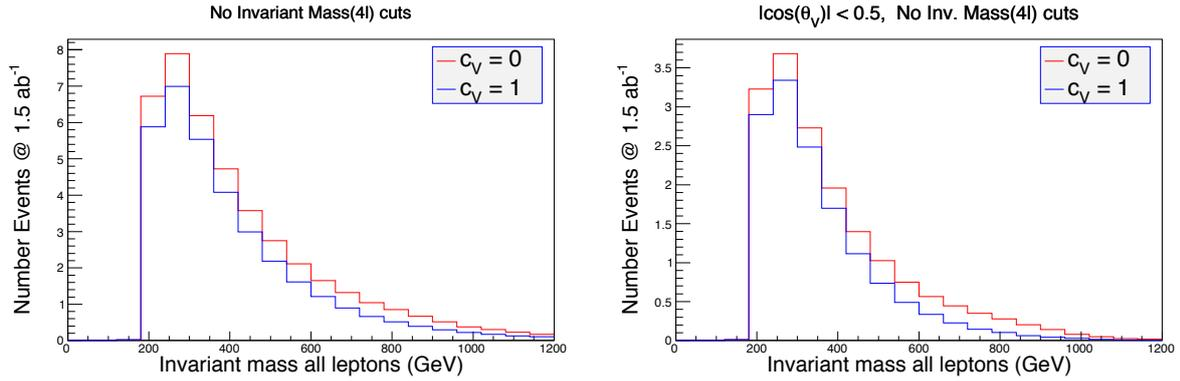 No Invariant Mass(4l) cuts
Number Events @ 1.5 ab⁻¹
8
7
6
5
4
3
2
1
0
c_V = 0
c_V = 1
0 200 400 600 800 1000 1200
Invariant mass all leptons (GeV)
|cos(θ_V)| < 0.5, No Inv. Mass(4l) cuts
Number Events @ 1.5 ab⁻¹
3.5
3
2.5
2
1.5
1
0.5
0
c_V = 0
c_V = 1
0 200 400 600 800 1000 1200
Invariant mass all leptons (GeV)